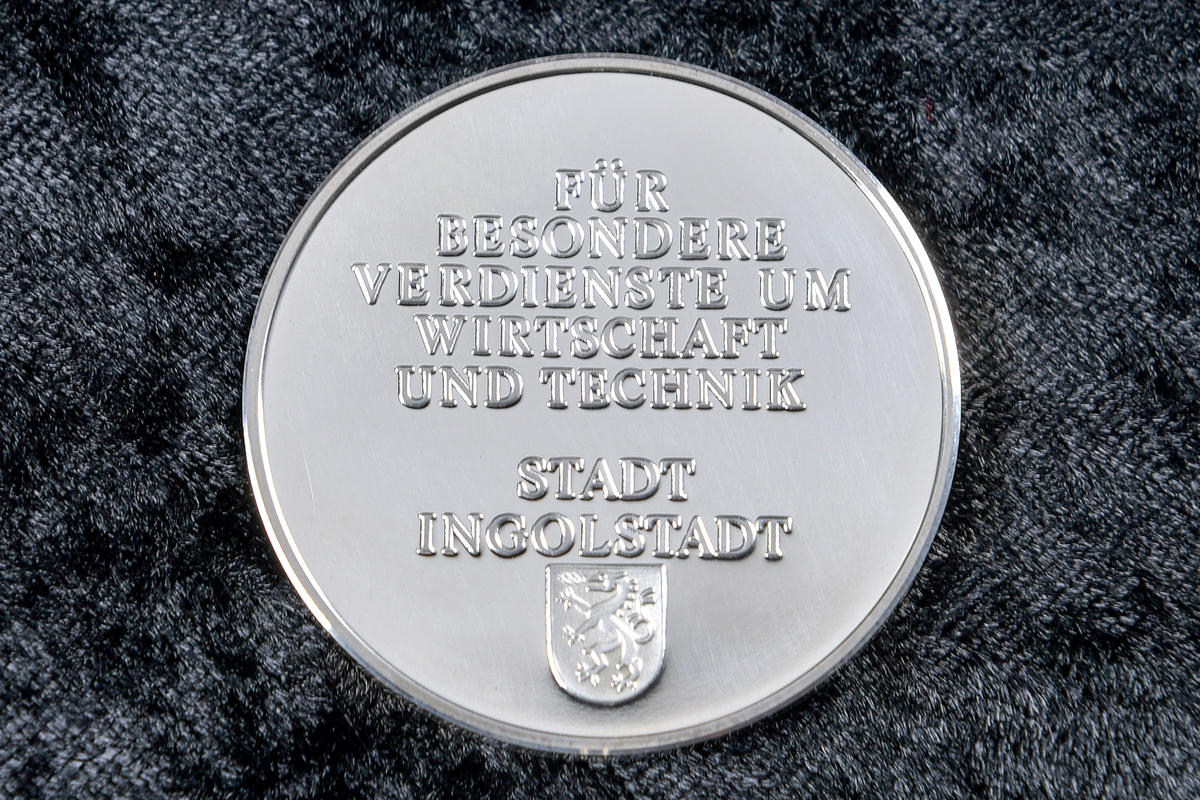 FÜR
BESONDERE
VERDIENSTE UM
WIRTSCHAFT
UND TECHNIK
STADT
INGOLSTADT